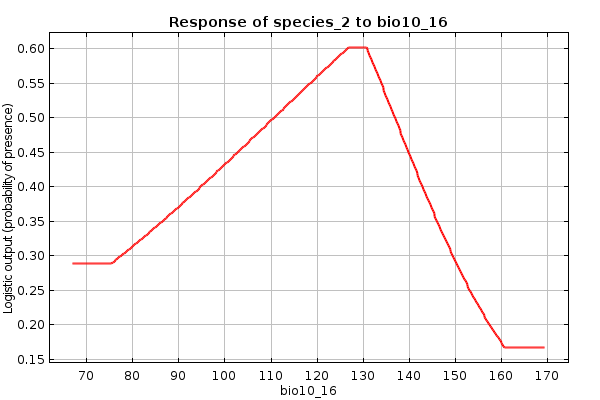 Response of species_2 to bio10_16
Logistic output (probability of presence)
0.60
0.55
0.50
0.45
0.40
0.35
0.30
0.25
0.20
0.15
70 80 90 100 110 120 130 140 150 160 170
bio10_16